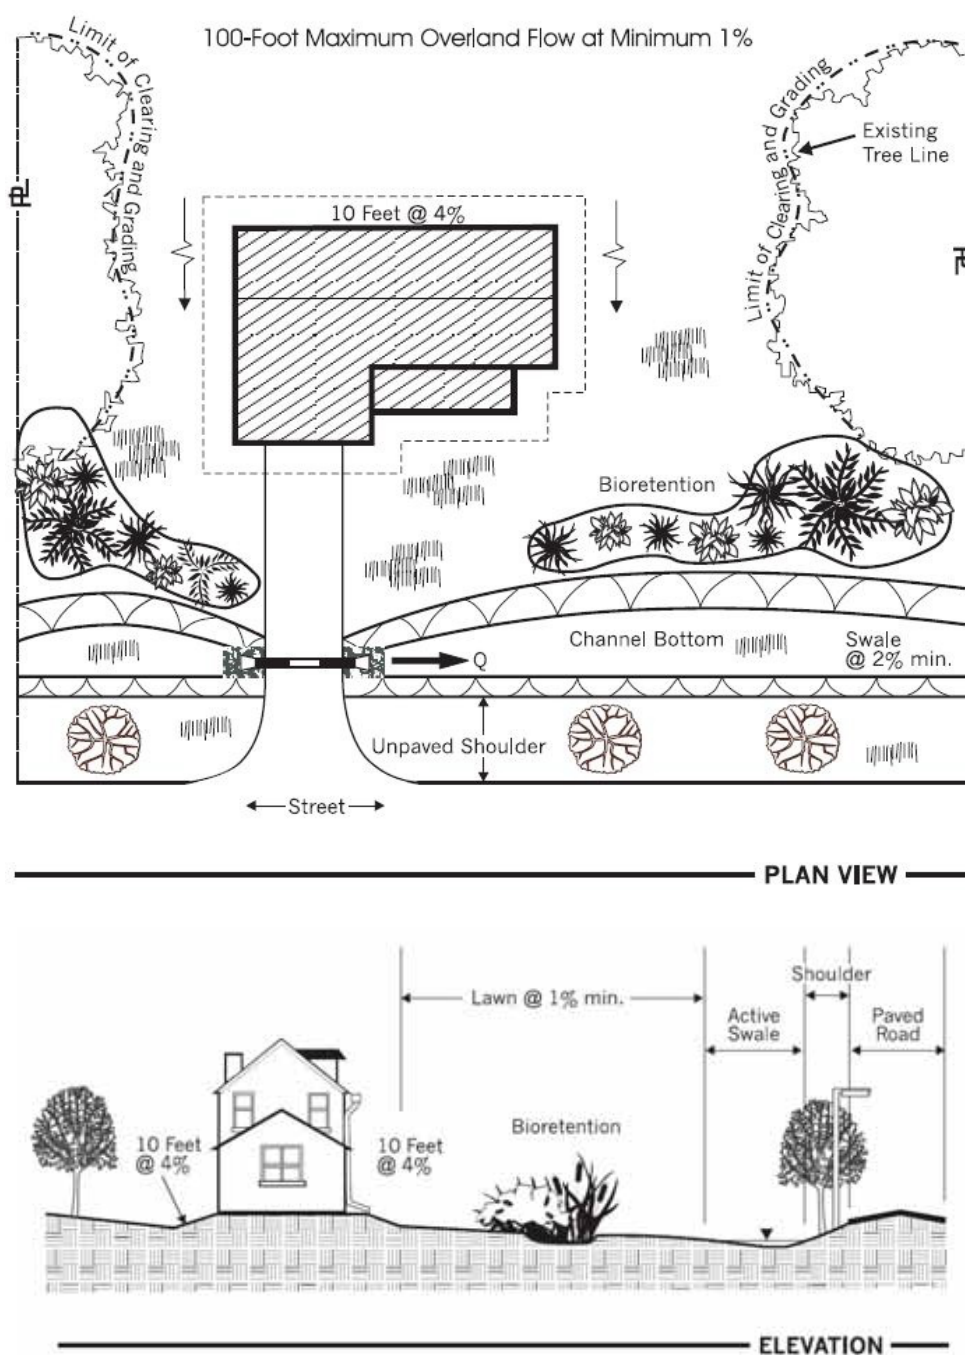 100-Foot Maximum Overland Flow at Minimum 1%
Limit of Clearing and Grading
Limit of Clearing and Grading
Existing
Tree Line
PL
10 Feet @ 4%
PL
Bioretention
Channel Bottom
Swale
@ 2% min.
Q
Unpaved Shoulder
Street
PLAN VIEW
Shoulder
Lawn @ 1% min.
Active
Swale
Paved
Road
10 Feet
@ 4%
10 Feet
@ 4%
Bioretention
ELEVATION